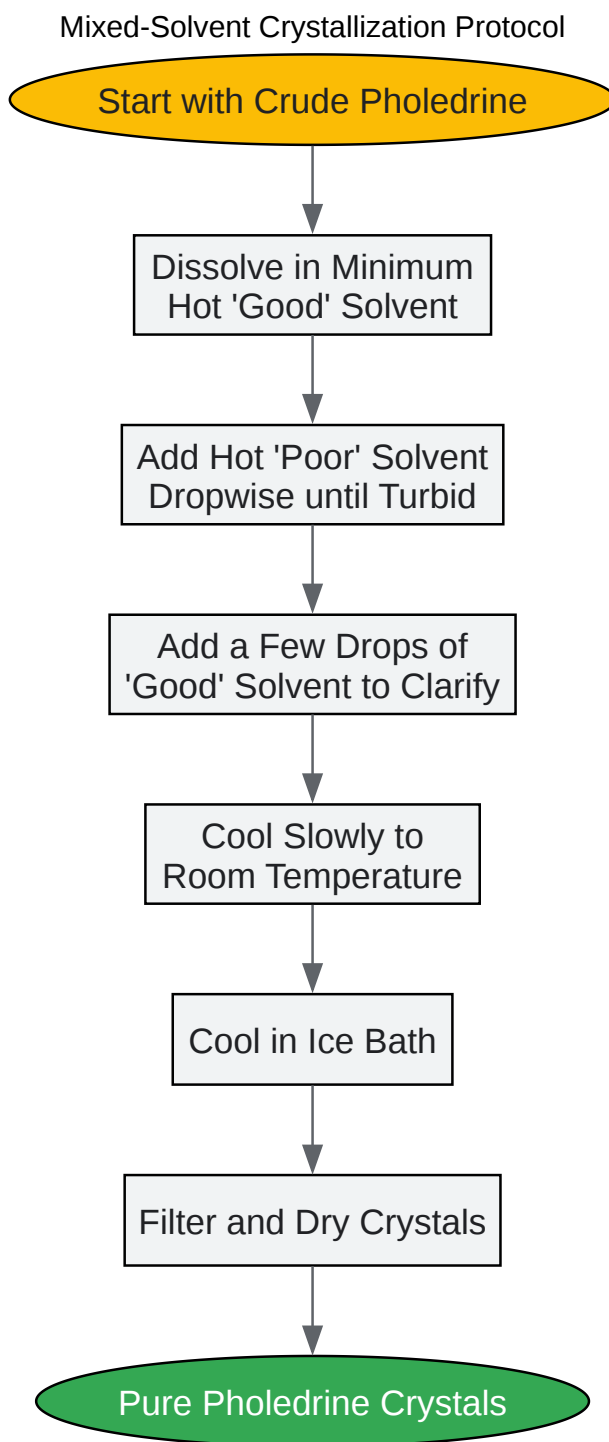 Mixed-Solvent Crystallization Protocol
Start with Crude Pholedrine
Dissolve in Minimum
Hot 'Good' Solvent
Add Hot 'Poor' Solvent
Dropwise until Turbid
Add a Few Drops of
'Good' Solvent to Clarify
Cool Slowly to
Room Temperature
Cool in Ice Bath
Filter and Dry Crystals
Pure Pholedrine Crystals